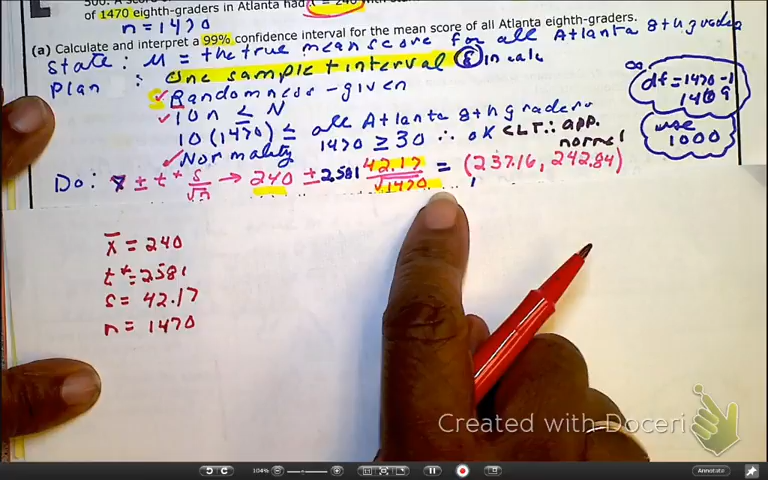 of 1470 eighth-graders in Atlanta had x̄ = 240 with
n = 1470
(a) Calculate and interpret a 99% confidence interval for the mean score of all Atlanta eighth-graders.
State: μ = the true mean score for all Atlanta 8th graders
Plan: One sample t interval 8 in calc
Randomness - given
10n ≤ N
10(1470) ≤ all Atlanta 8th graders
Normality 1470 ≥ 30 ∴ OK CLT ∴ app. normal
∞
df = 1470 - 1
1469
use
1000
Do: x̄ ± t* s/√n → 240 ± 2.581 42.17/√1470 = (237.16, 242.84)
x̄ = 240
t* = 2.581
s = 42.17
n = 1470
Created with Doceri
104%
Annotate